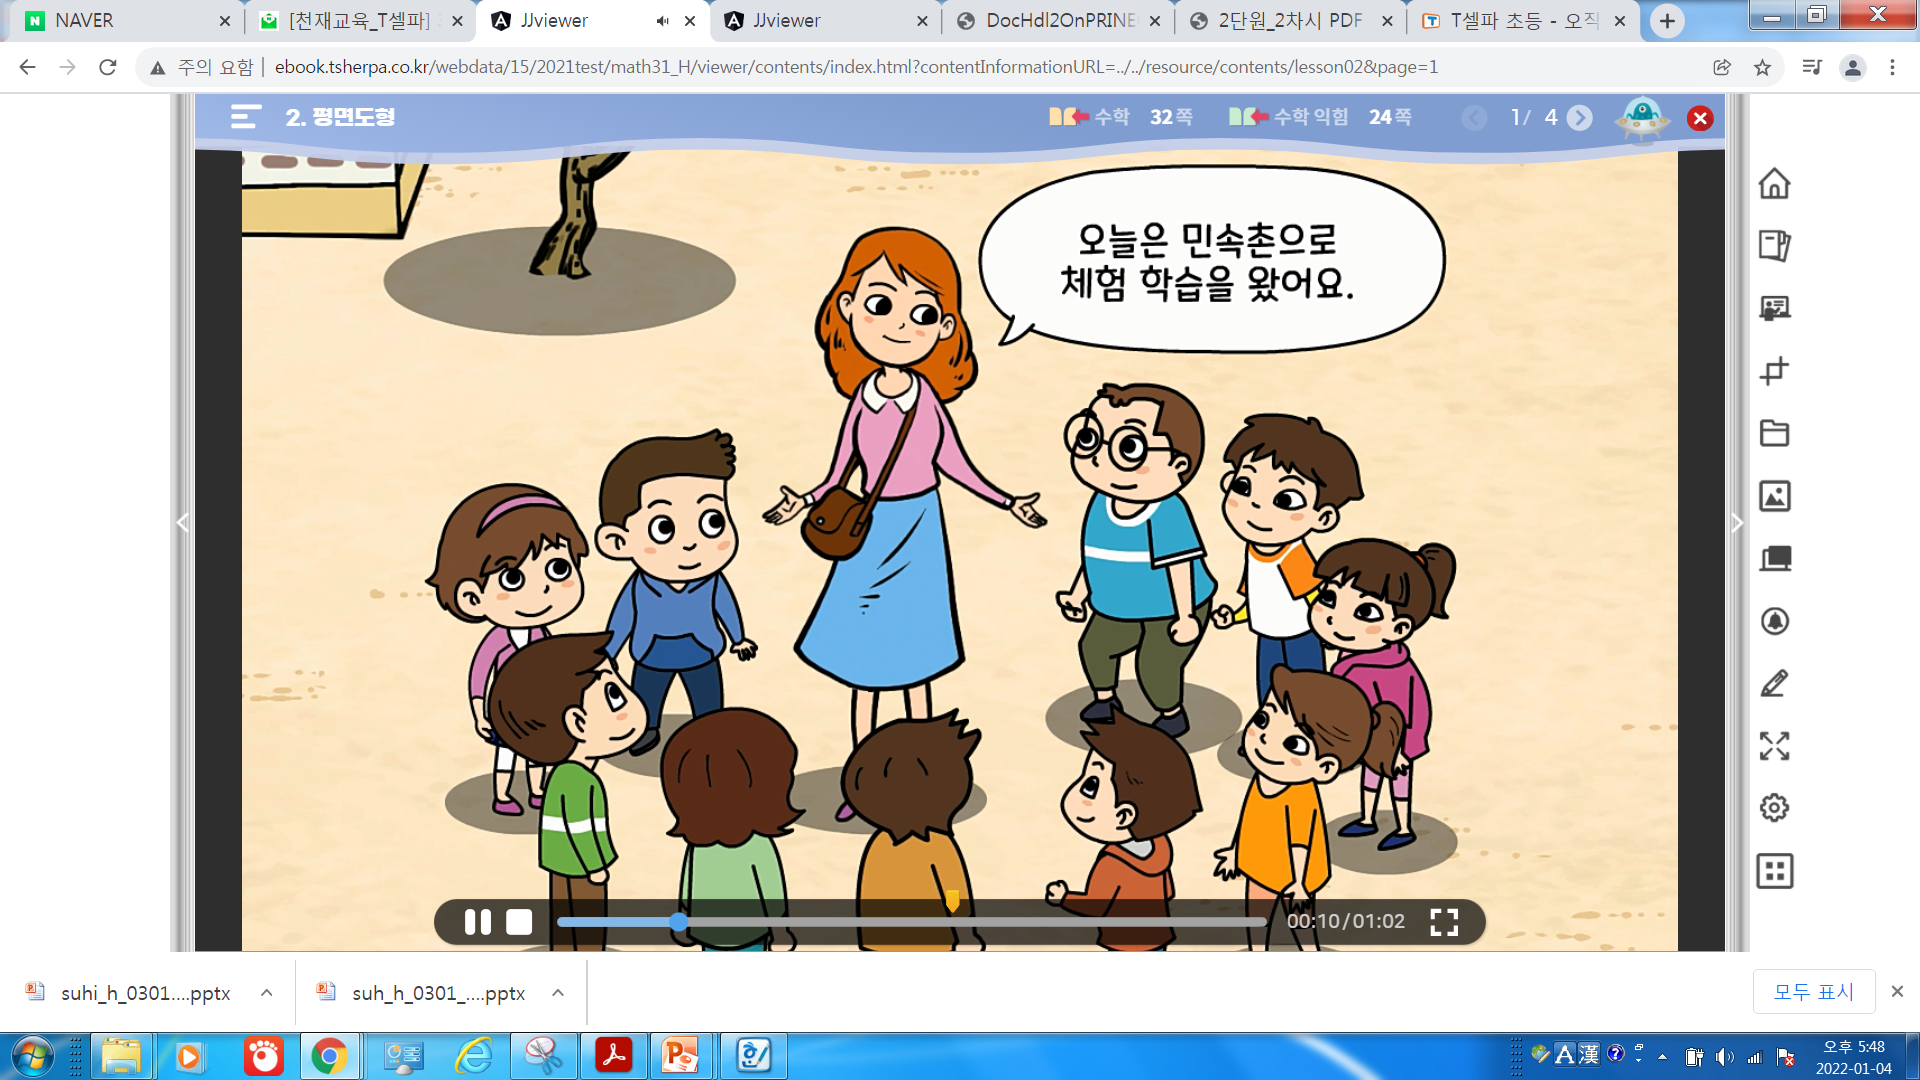 NAVER
[천재교육_T셀파]
JJviewer
JJviewer
DocHdl2OnPRINE
2단원_2차시 PDF
T셀파 초등 - 오직
주의 요함
ebook.tsherpa.co.kr/webdata/15/2021test/math31_H/viewer/contents/index.html?contentInformationURL=../../resource/contents/lesson02&page=1
2. 평면도형
수학 32쪽
수학 익힘 24쪽
1/ 4
오늘은 민속촌으로
체험 학습을 왔어요.
00:10/01:02
suhi_h_0301....pptx
suh_h_0301_....pptx
모두 표시
A 漢
오후 5:48
2022-01-04